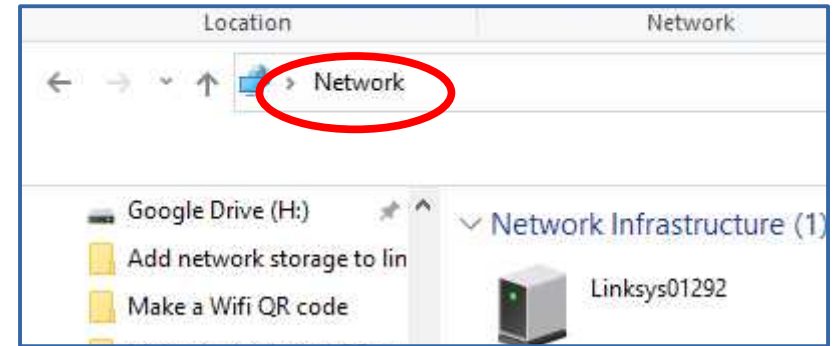 Location
Network
Network
Google Drive (H:)
Add network storage to lin
Make a Wifi QR code
Network Infrastructure (1)
Linksys01292